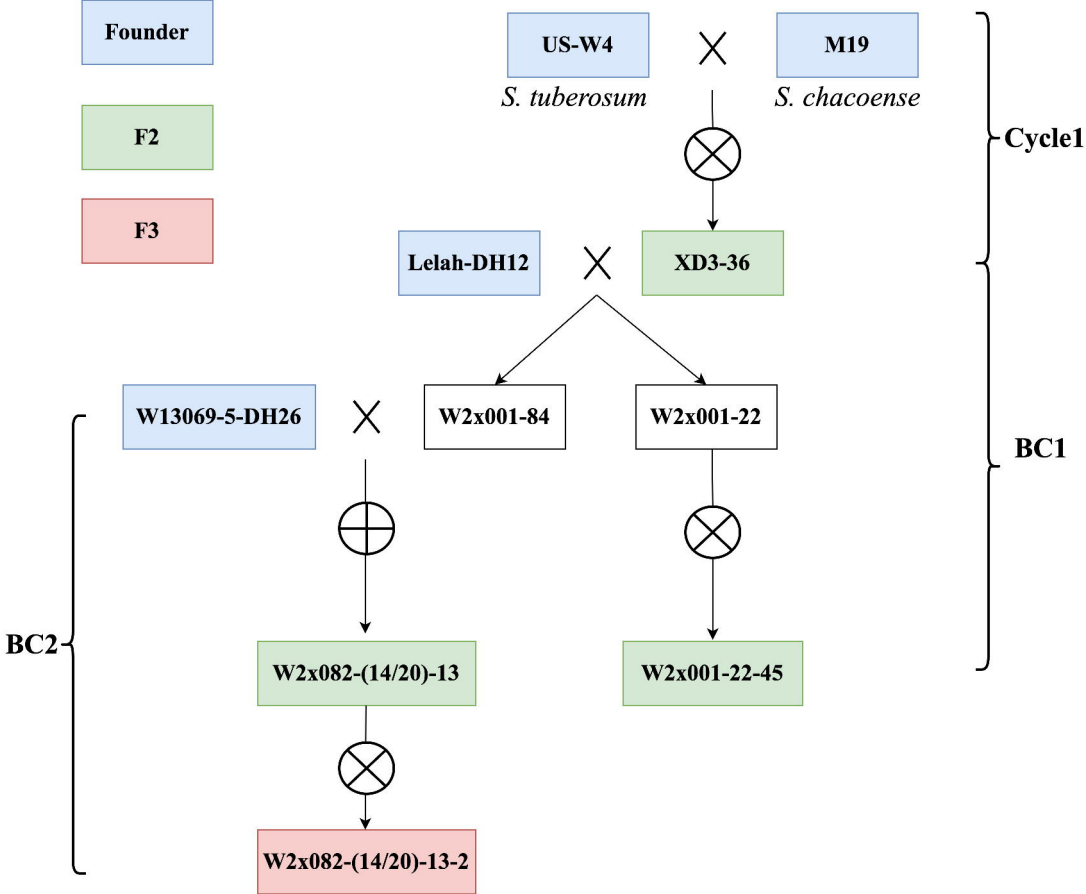 Founder
F2
F3
US-W4
M19
S. tuberosum
S. chacoense
Cycle1
Lelah-DH12
XD3-36
W13069-5-DH26
W2x001-84
W2x001-22
BC1
BC2
W2x082-(14/20)-13
W2x001-22-45
W2x082-(14/20)-13-2